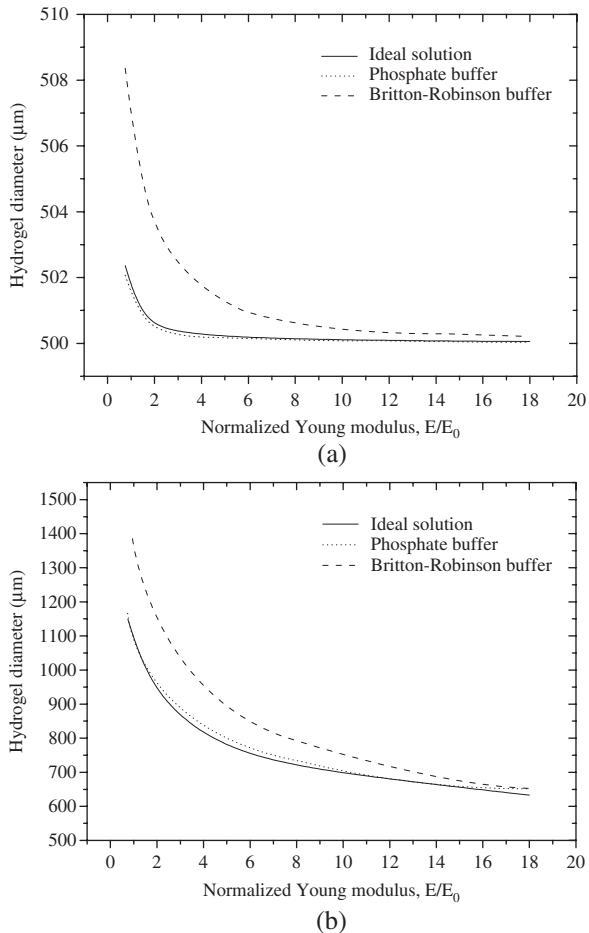 510
508
506
504
502
500
Hydrogel diameter (μm)
Ideal solution
Phosphate buffer
Britton-Robinson buffer
0 2 4 6 8 10 12 14 16 18 20
Normalized Young modulus, E/E₀
(a)
1500
1400
1300
1200
1100
1000
900
800
700
600
500
Hydrogel diameter (μm)
Ideal solution
Phosphate buffer
Britton-Robinson buffer
0 2 4 6 8 10 12 14 16 18 20
Normalized Young modulus, E/E₀
(b)